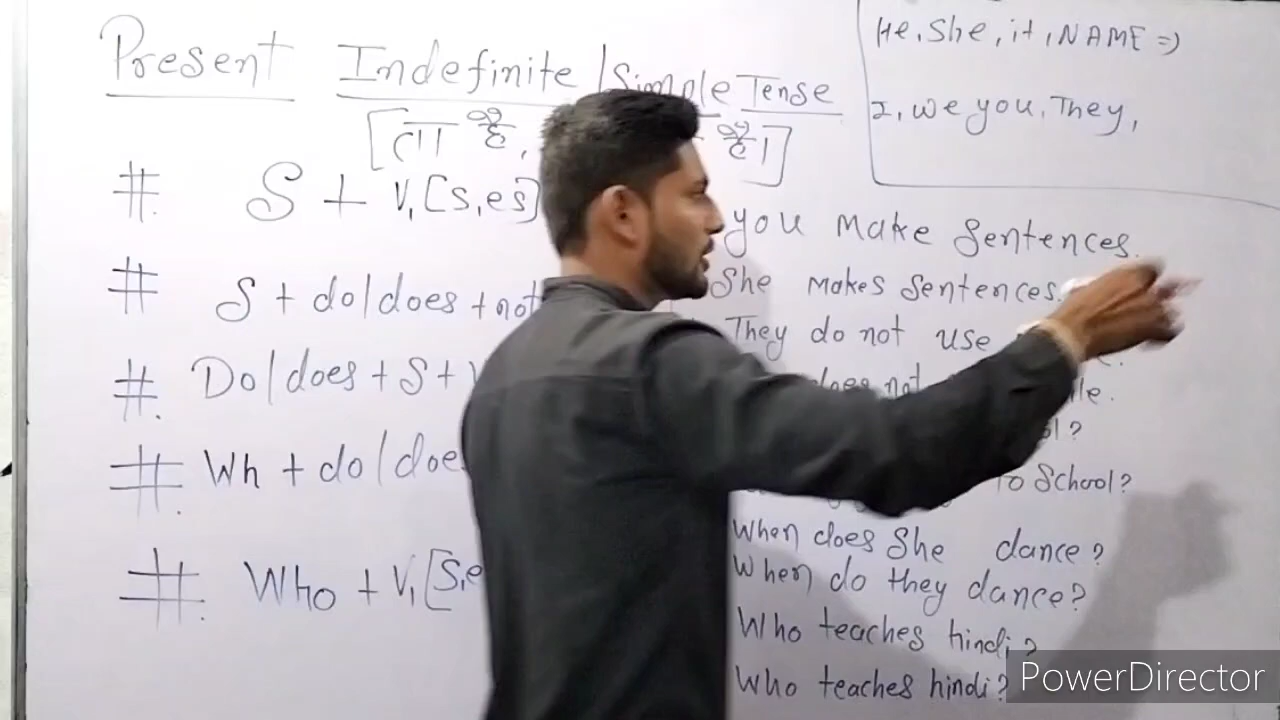 Present Indefinite / Simple Tense
[ता है, है।]
# S + V₁[s,es]
# S + do/does + not
#. Do/does + S +
#. Wh + do/doe
#. Who + V₁[S,e
He, She, it, NAME =>
I, we you, They,
you make sentences.
She makes sentences.
They do not use
does not
To School?
When does She dance?
When do they dance?
Who teaches hindi?
Who teaches hindi?
PowerDirector